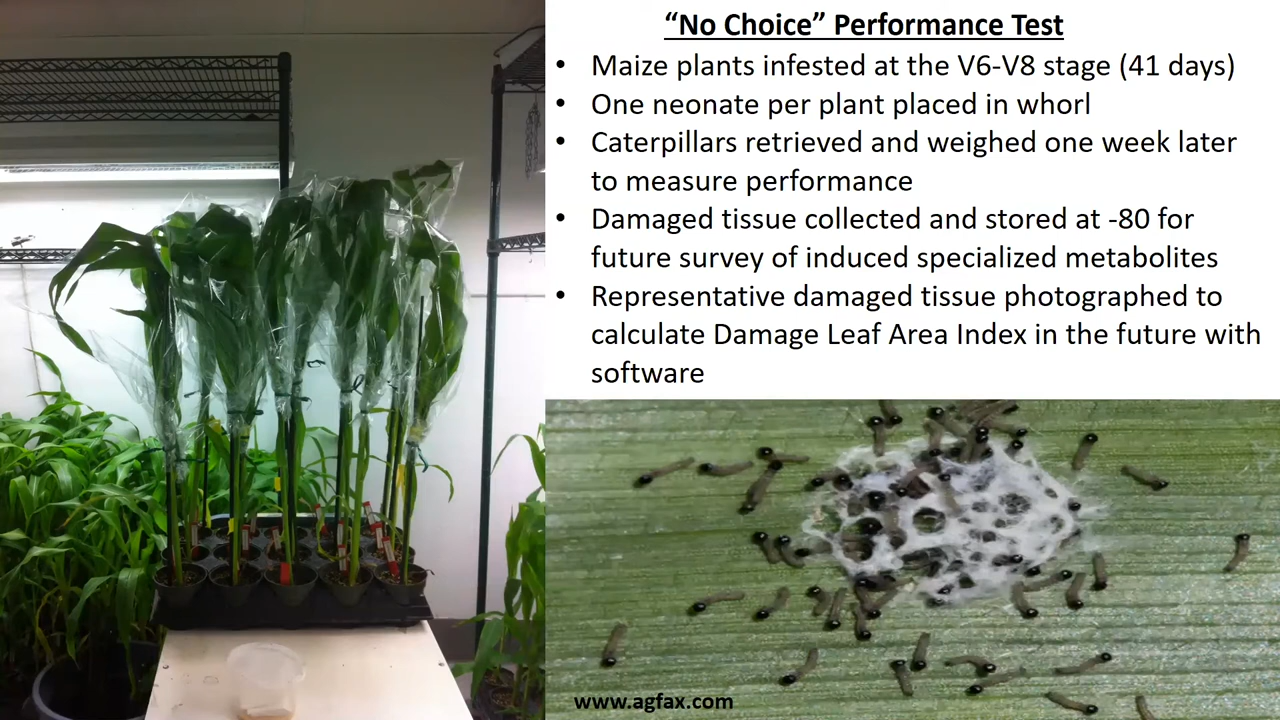 “No Choice” Performance Test
• Maize plants infested at the V6-V8 stage (41 days)
• One neonate per plant placed in whorl
• Caterpillars retrieved and weighed one week later
to measure performance
• Damaged tissue collected and stored at -80 for
future survey of induced specialized metabolites
• Representative damaged tissue photographed to
calculate Damage Leaf Area Index in the future with
software
www.agfax.com